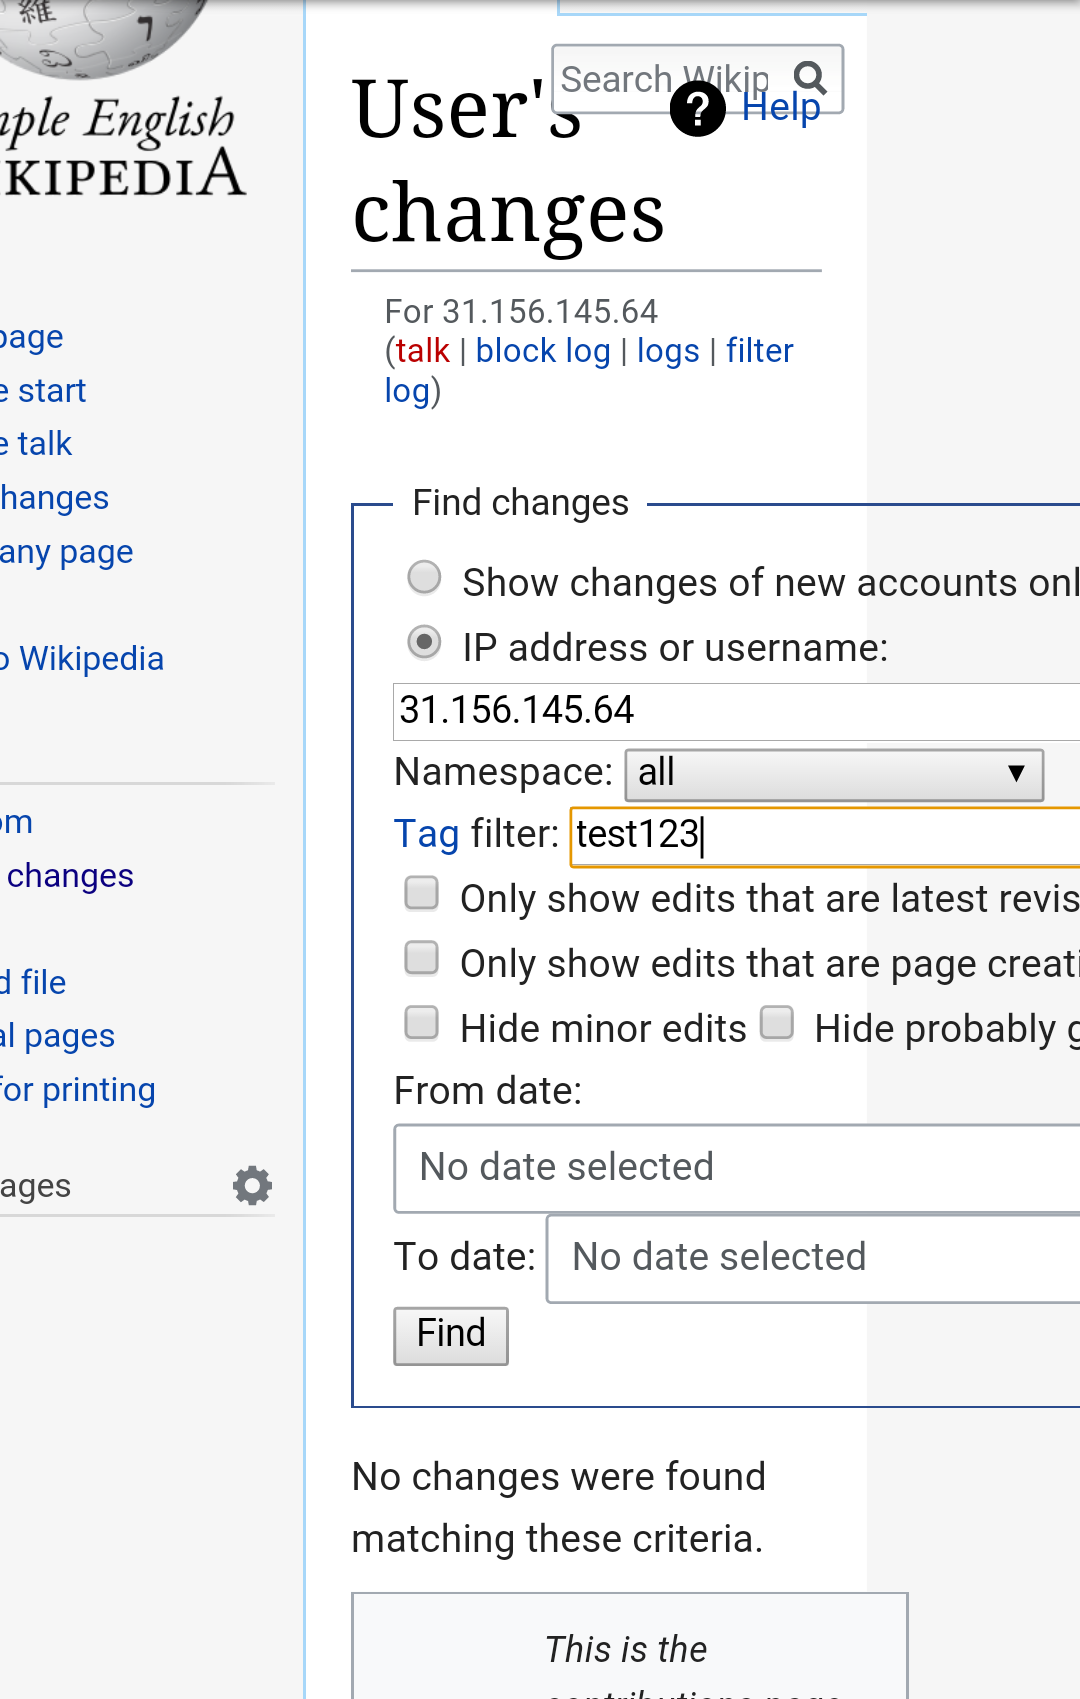 維
ple English
KIPEDIA
page
e start
e talk
hanges
any page
o Wikipedia
om
changes
d file
al pages
for printing
ages
Search Wikip
Help
User's
changes
For 31.156.145.64
(talk | block log | logs | filter
log)
Find changes
Show changes of new accounts onl
IP address or username:
31.156.145.64
Namespace: all
Tag filter: test123
Only show edits that are latest revis
Only show edits that are page creati
Hide minor edits Hide probably g
From date:
No date selected
To date: No date selected
Find
No changes were found
matching these criteria.
This is the
contributions page